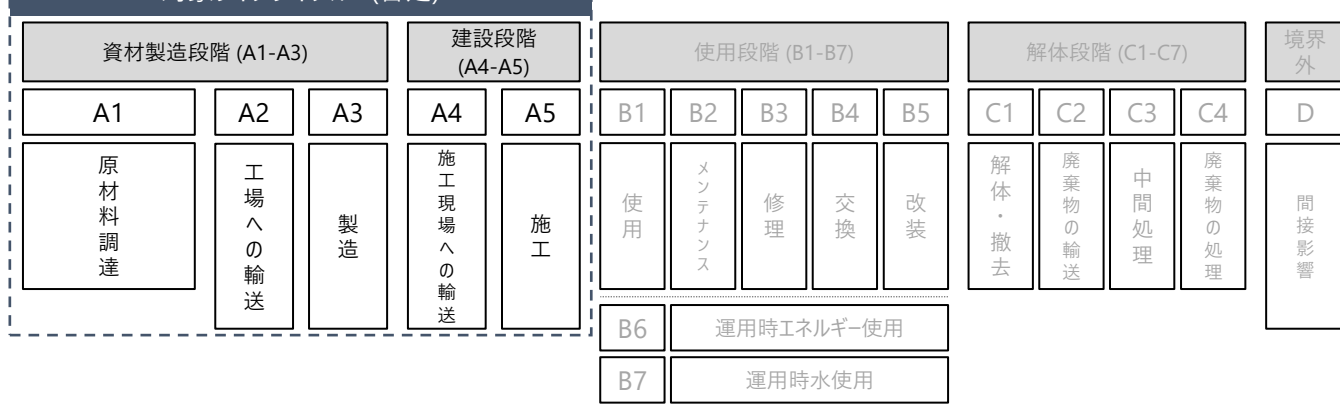 資材製造段階 (A1-A3)
建設段階
(A4-A5)
使用段階 (B1-B7)
解体段階 (C1-C7)
境界
外
A1
A2
A3
A4
A5
B1
B2
B3
B4
B5
C1
C2
C3
C4
D
原材料調達
工場への輸送
製造
施工現場への輸送
施工
使用
メンテナンス
修理
交換
改装
解体・撤去
廃棄物の輸送
中間処理
廃棄物の処理
間接影響
B6
運用時エネルギー使用
B7
運用時水使用